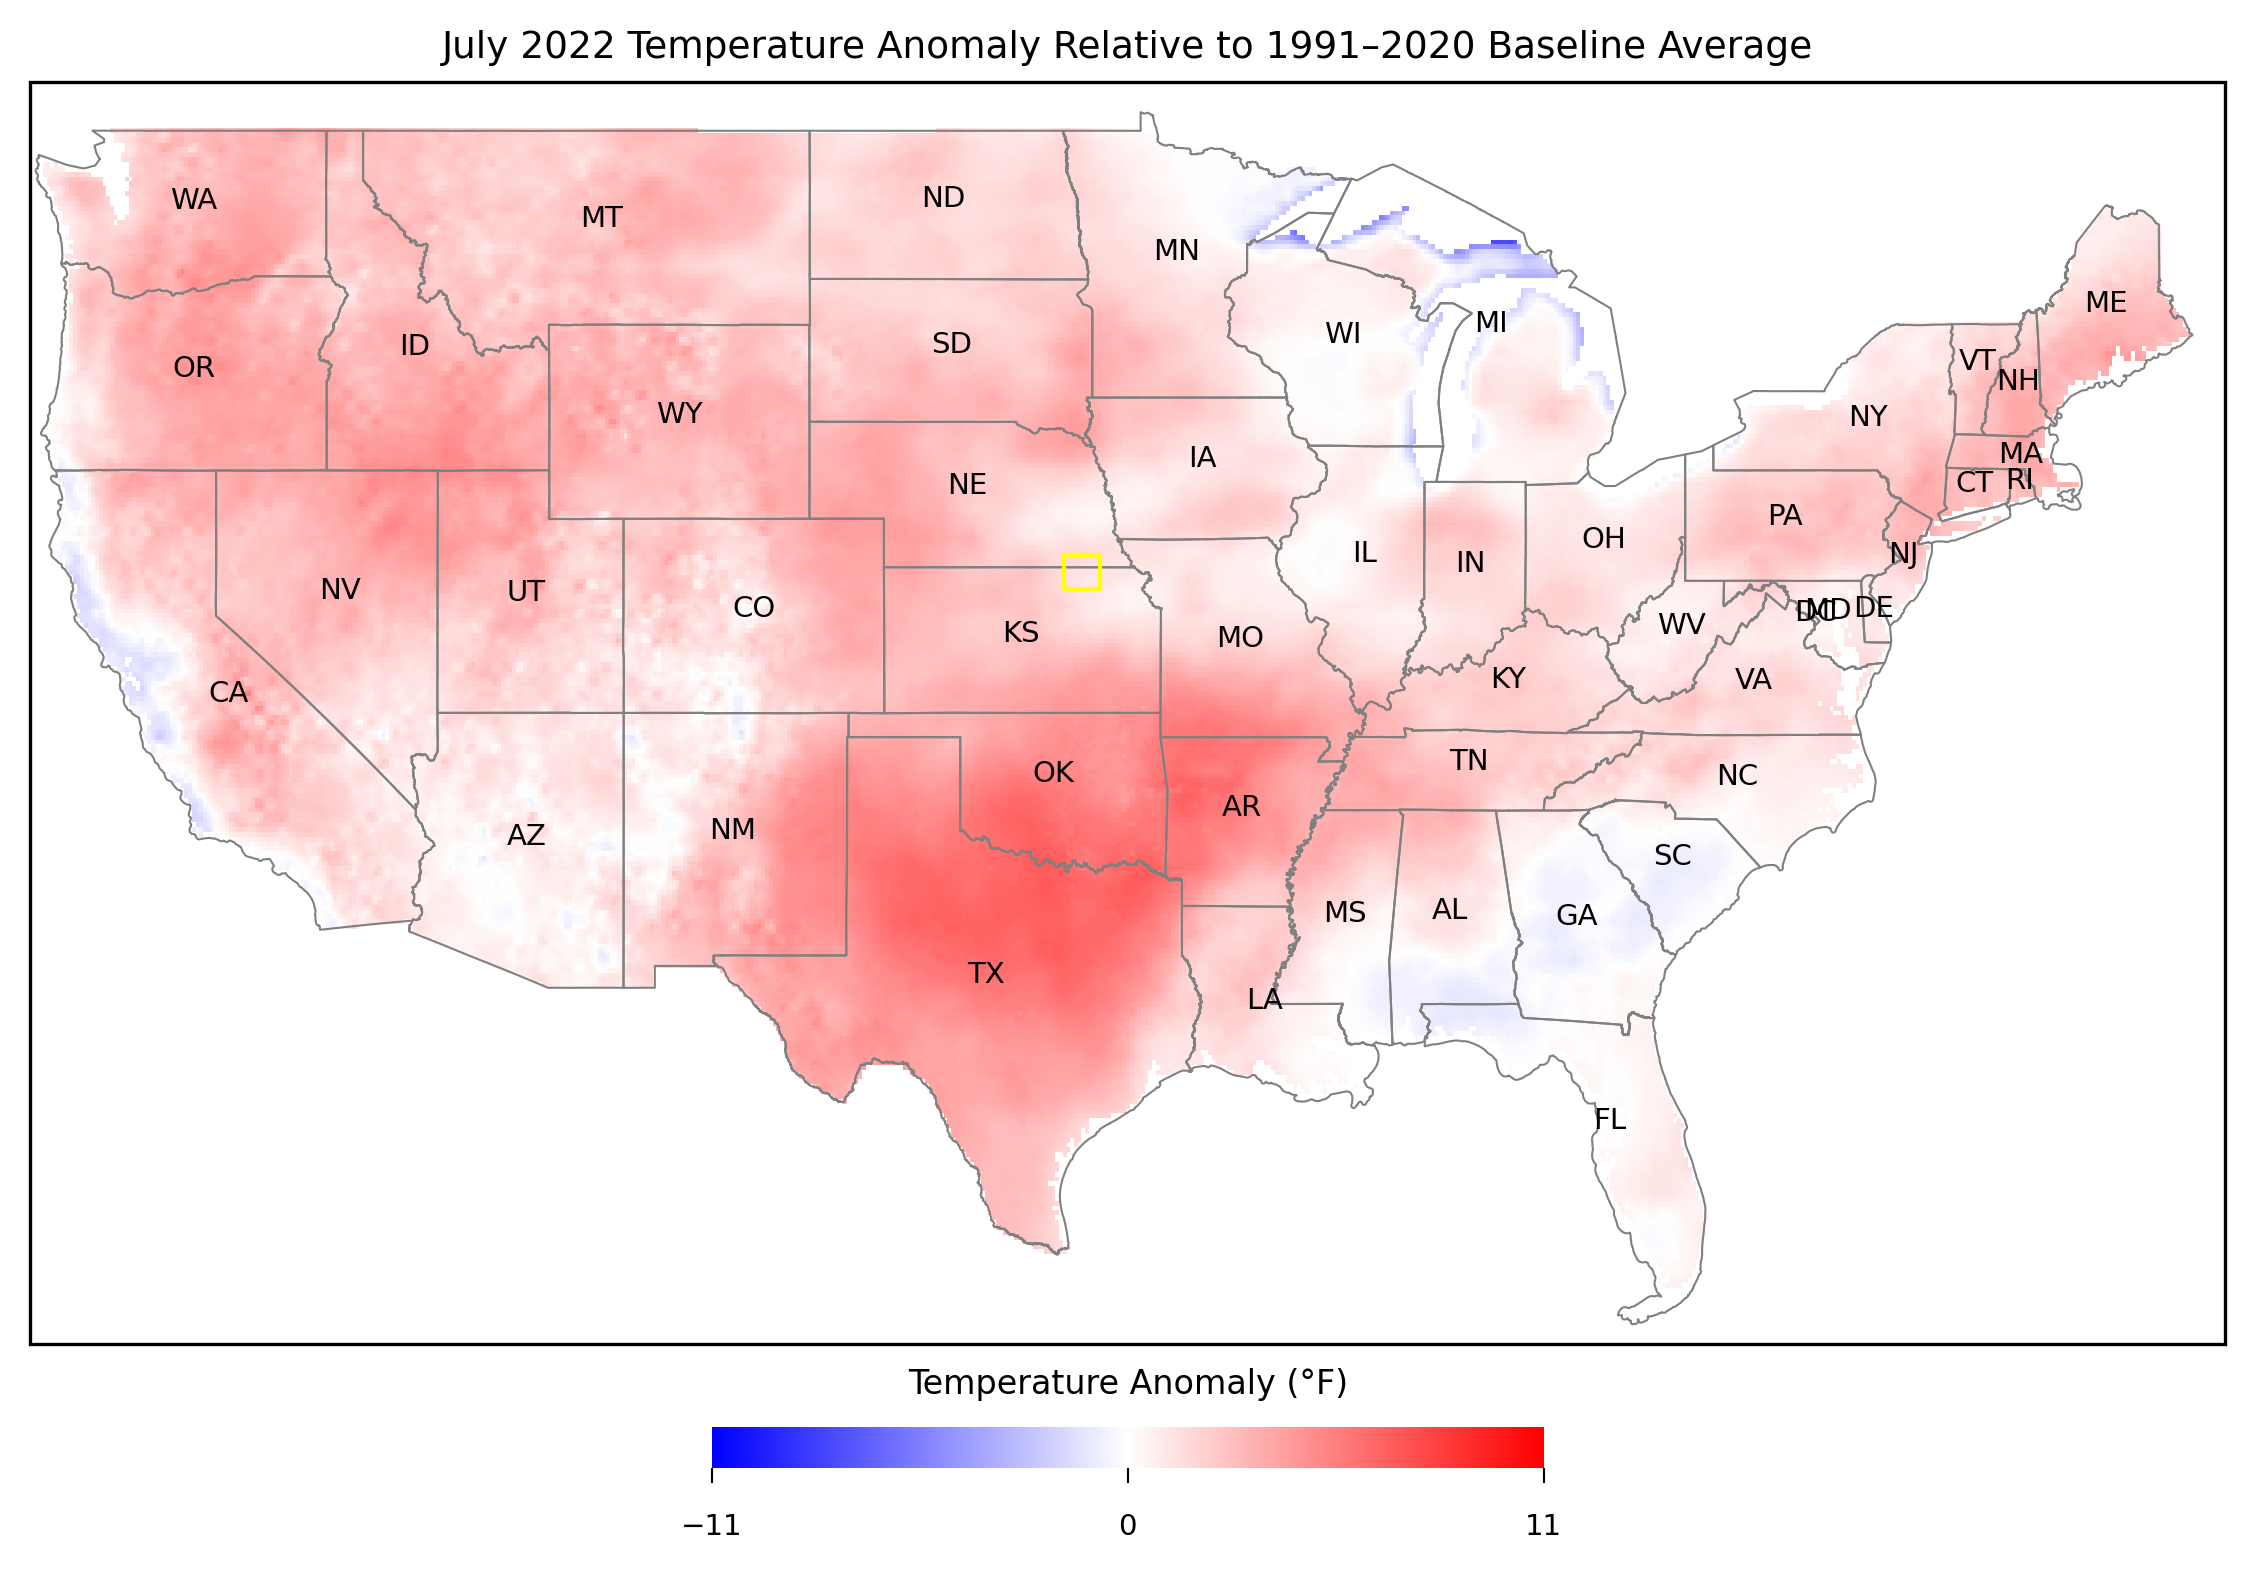 July 2022 Temperature Anomaly Relative to 1991–2020 Baseline Average
WA
MT
ND
MN
ME
OR
ID
SD
WI
MI
VT
NH
WY
NY
IA
MA
NE
CT
RI
PA
NV
UT
CO
IL
IN
OH
NJ
KS
MO
WV
DC
MD
DE
CA
KY
VA
OK
TN
NC
AZ
NM
AR
SC
MS
AL
GA
TX
LA
FL
Temperature Anomaly (°F)
−11
0
11